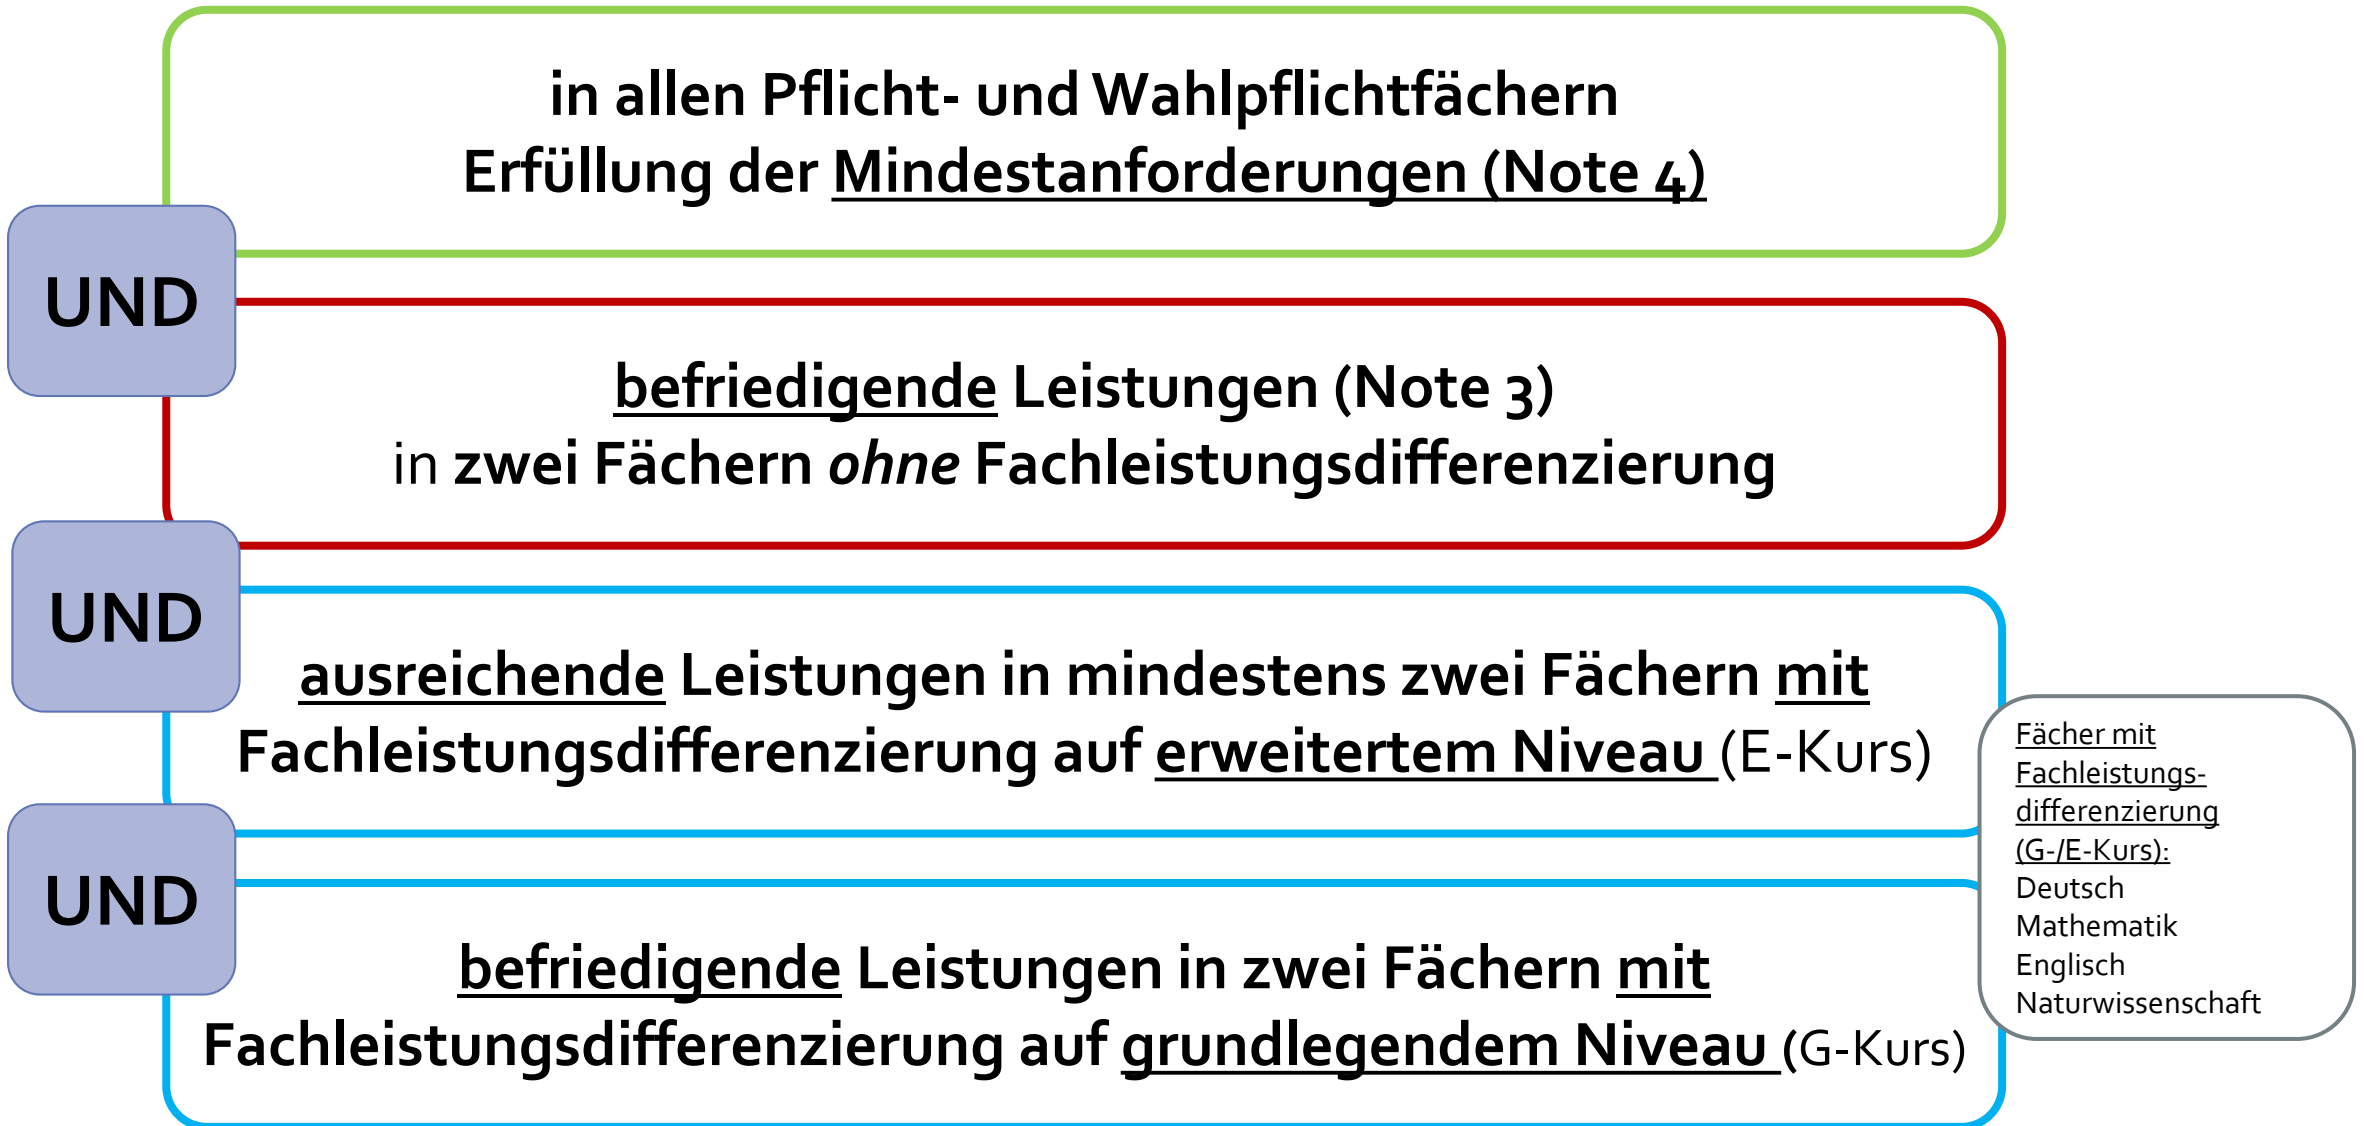 in allen Pflicht- und Wahlpflichtfächern
Erfüllung der Mindestanforderungen (Note 4)
UND
befriedigende Leistungen (Note 3)
in zwei Fächern ohne Fachleistungsdifferenzierung
UND
ausreichende Leistungen in mindestens zwei Fächern mit
Fachleistungsdifferenzierung auf erweitertem Niveau (E-Kurs)
UND
befriedigende Leistungen in zwei Fächern mit
Fachleistungsdifferenzierung auf grundlegendem Niveau (G-Kurs)
Fächer mit
Fachleistungs-
differenzierung
(G-/E-Kurs):
Deutsch
Mathematik
Englisch
Naturwissenschaft